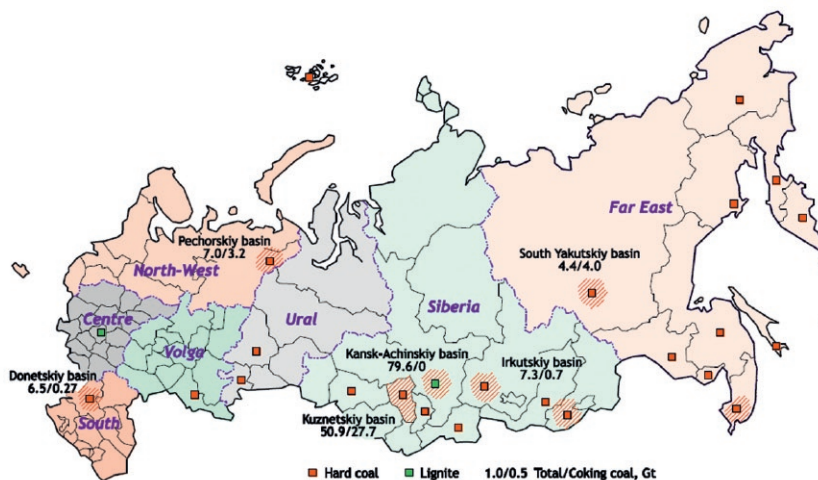 Pechorskiy basin
7.0/3.2
North-West
Far East
South Yakutskiy basin
4.4/4.0
Centre
Volga
Ural
Siberia
Donetskiy basin
6.5/0.27
South
Kansk-Achinskiy basin
79.6/0
Irkutskiy basin
7.3/0.7
Kuznetskiy basin
50.9/27.7
Hard coal Lignite 1.0/0.5 Total/Coking coal, Gt